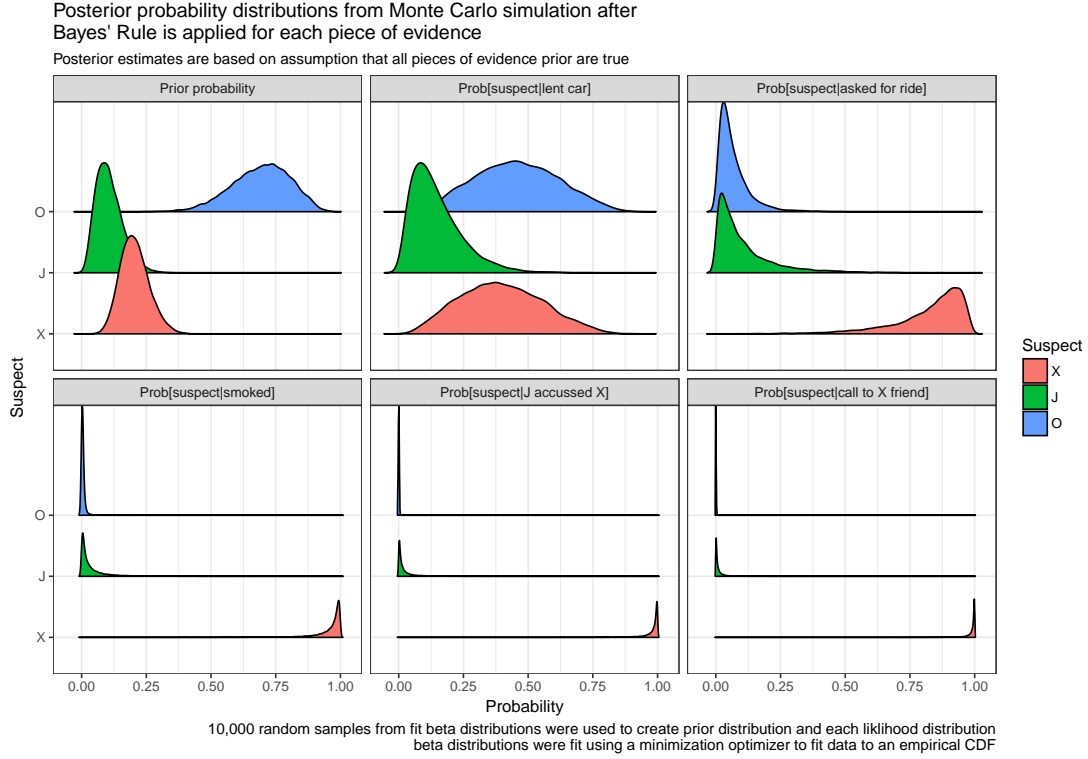 Posterior probability distributions from Monte Carlo simulation after
Bayes' Rule is applied for each piece of evidence
Posterior estimates are based on assumption that all pieces of evidence prior are true
Prior probability
Prob[suspect|lent car]
Prob[suspect|asked for ride]
O
J
X
Prob[suspect|smoked]
Prob[suspect|J accussed X]
Prob[suspect|call to X friend]
O
J
X
Suspect
0.00 0.25 0.50 0.75 1.00
0.00 0.25 0.50 0.75 1.00
0.00 0.25 0.50 0.75 1.00
Probability
Suspect
X
J
O
10,000 random samples from fit beta distributions were used to create prior distribution and each liklihood distribution
beta distributions were fit using a minimization optimizer to fit data to an empirical CDF